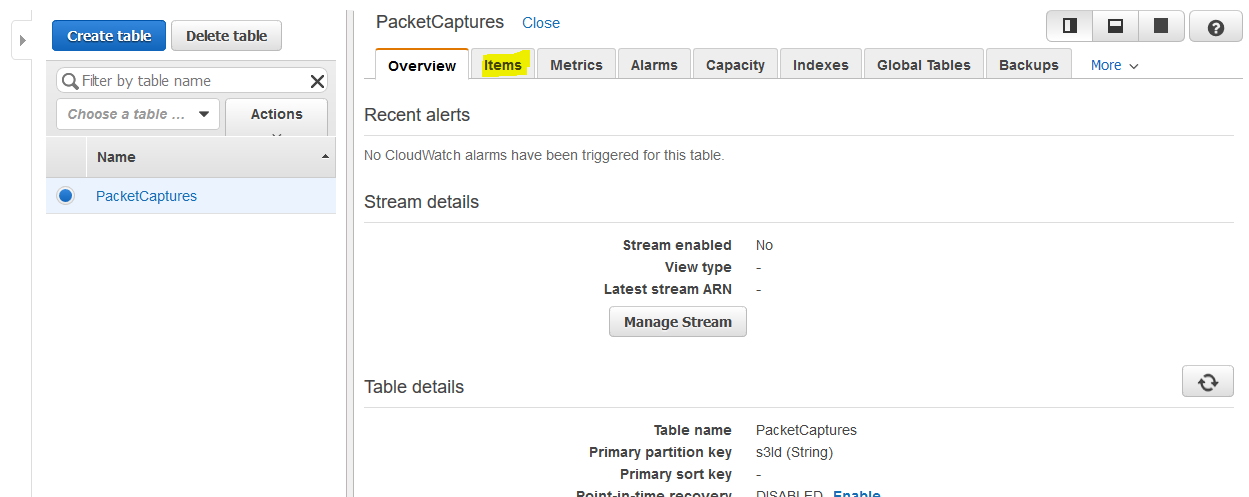 Create table
Delete table
Filter by table name
Choose a table ...
Actions
Name
PacketCaptures
PacketCaptures Close
Overview Items Metrics Alarms Capacity Indexes Global Tables Backups More
Recent alerts
No CloudWatch alarms have been triggered for this table.
Stream details
Stream enabled No
View type -
Latest stream ARN -
Manage Stream
Table details
Table name PacketCaptures
Primary partition key s3Id (String)
Primary sort key -
Point-in-time recovery DISABLED Enable